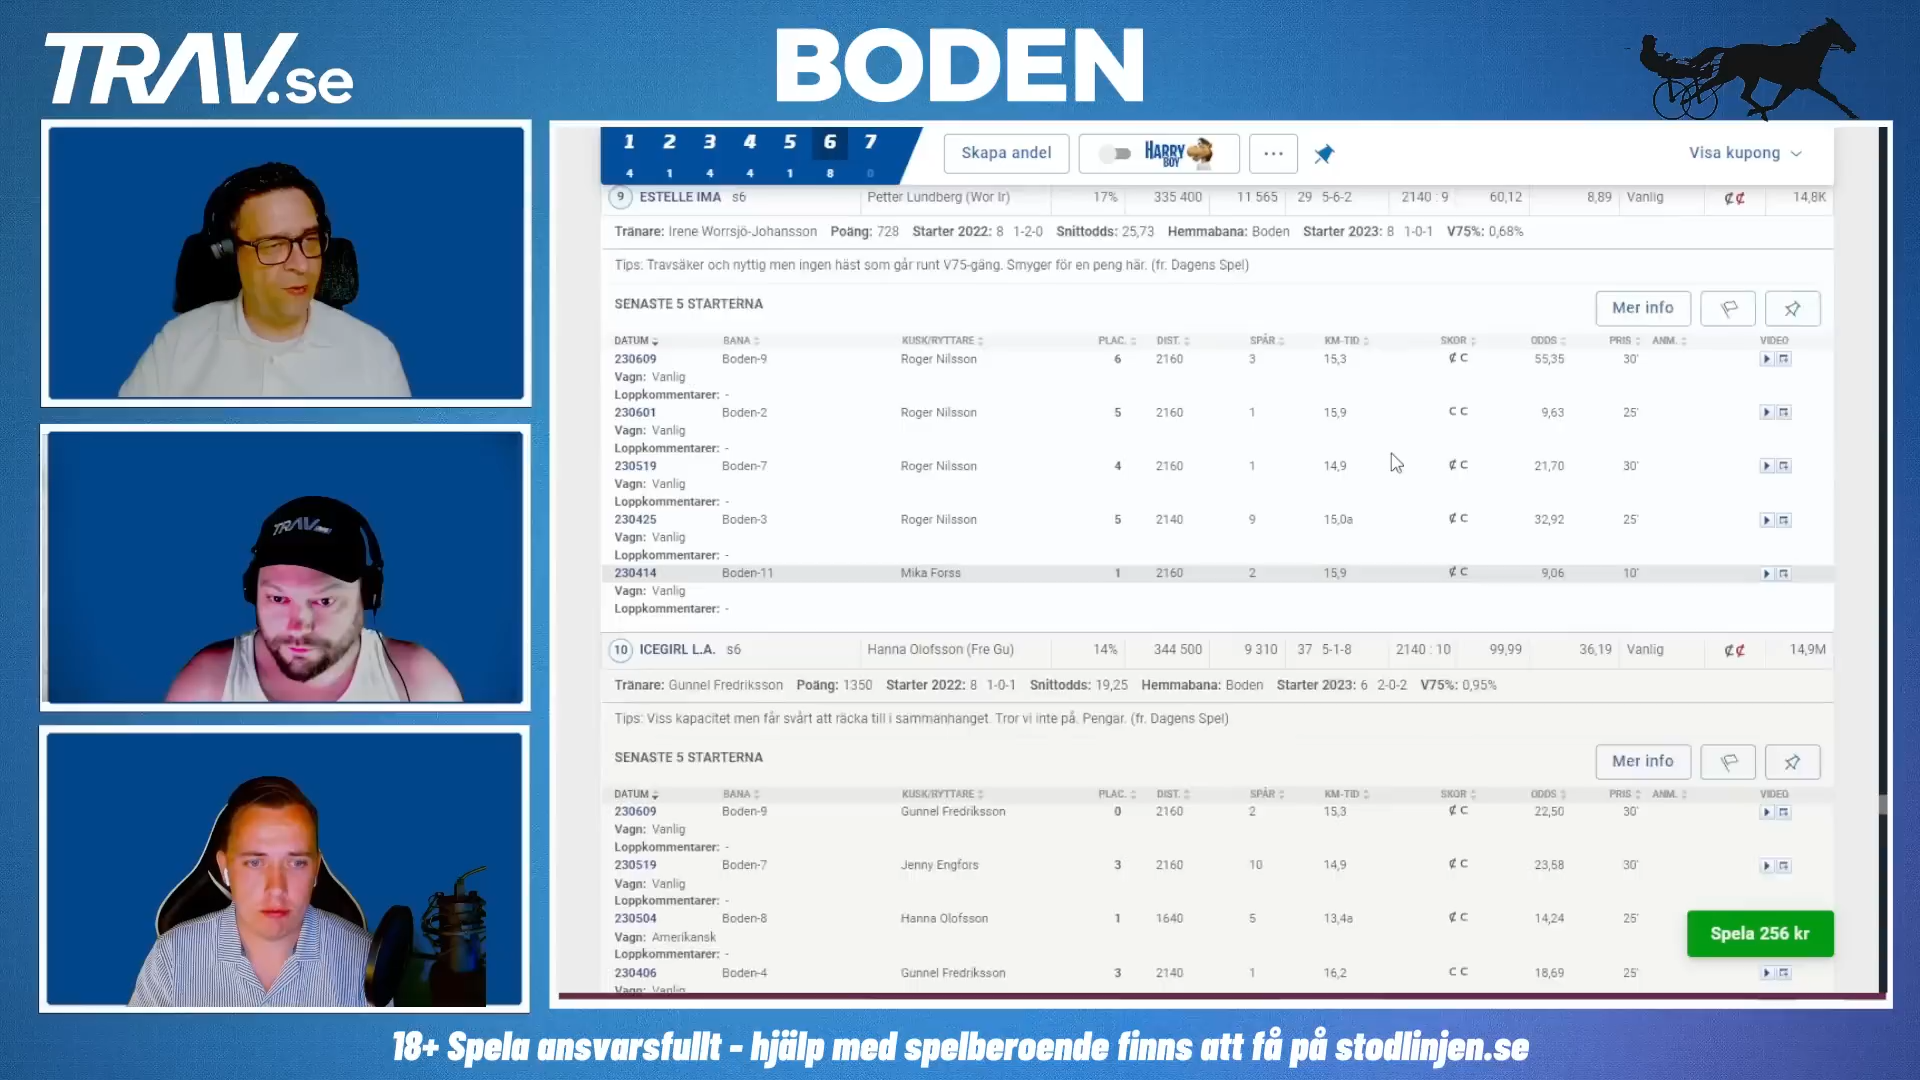 TRAV.se
BODEN
1 2 3 4 5 6 7
4 1 4 4 1 8 0
Skapa andel
HARRY BOY
...
Visa kupong
9 ESTELLE IMA s6 Petter Lundberg (Wor Ir) 17% 335 400 11 565 29 5-6-2 2140 : 9 60,12 8,89 Vanlig ȼȼ 14,8K
Tränare: Irene Worrsjö-Johansson Poäng: 728 Starter 2022: 8 1-2-0 Snittodds: 25,73 Hemmabana: Boden Starter 2023: 8 1-0-1 V75%: 0,68%
Tips: Travsäker och nyttig men ingen häst som går runt V75-gäng. Smyger för en peng här. (fr. Dagens Spel)
SENASTE 5 STARTERNA
Mer info
DATUM BANA KUSK/RYTTARE PLAC. DIST. SPÅR KM-TID SKOR ODDS PRIS ANM. VIDEO
230609 Boden-9 Roger Nilsson 6 2160 3 15,3 ȼ C 55,35 30'
Vagn: Vanlig
Loppkommentarer: -
230601 Boden-2 Roger Nilsson 5 2160 1 15,9 C C 9,63 25'
Vagn: Vanlig
Loppkommentarer: -
230519 Boden-7 Roger Nilsson 4 2160 1 14,9 ȼ C 21,70 30'
Vagn: Vanlig
Loppkommentarer: -
230425 Boden-3 Roger Nilsson 5 2140 9 15,0a ȼ C 32,92 25'
Vagn: Vanlig
Loppkommentarer: -
230414 Boden-11 Mika Forss 1 2160 2 15,9 ȼ C 9,06 10'
Vagn: Vanlig
Loppkommentarer: -
10 ICEGIRL L.A. s6 Hanna Olofsson (Fre Gu) 14% 344 500 9 310 37 5-1-8 2140 : 10 99,99 36,19 Vanlig ȼȼ 14,9M
Tränare: Gunnel Fredriksson Poäng: 1350 Starter 2022: 8 1-0-1 Snittodds: 19,25 Hemmabana: Boden Starter 2023: 6 2-0-2 V75%: 0,95%
Tips: Viss kapacitet men får svårt att räcka till i sammanhanget. Tror vi inte på. Pengar. (fr. Dagens Spel)
SENASTE 5 STARTERNA
Mer info
DATUM BANA KUSK/RYTTARE PLAC. DIST. SPÅR KM-TID SKOR ODDS PRIS ANM. VIDEO
230609 Boden-9 Gunnel Fredriksson 0 2160 2 15,3 ȼ C 22,50 30'
Vagn: Vanlig
Loppkommentarer: -
230519 Boden-7 Jenny Engfors 3 2160 10 14,9 ȼ C 23,58 30'
Vagn: Vanlig
Loppkommentarer: -
230504 Boden-8 Hanna Olofsson 1 1640 5 13,4a ȼ C 14,24 25'
Vagn: Amerikansk
Loppkommentarer: -
230406 Boden-4 Gunnel Fredriksson 3 2140 1 16,2 C C 18,69 25'
Vagn: Vanlig
Spela 256 kr
TRAV.se
18+ Spela ansvarsfullt - hjälp med spelberoende finns att få på stodlinjen.se